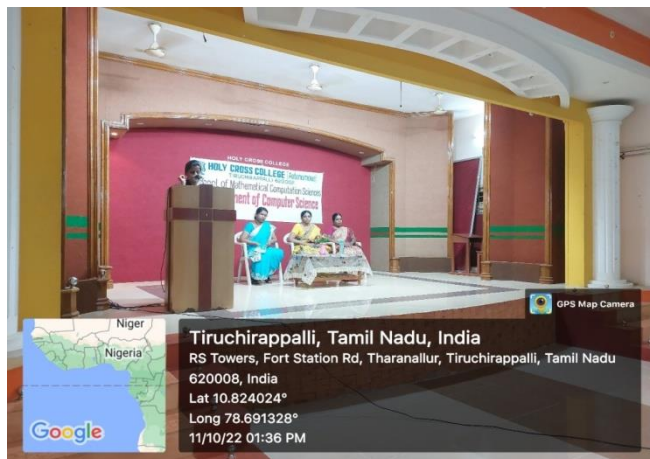 HOLY CROSS COLLEGE
HOLY CROSS COLLEGE (Autonomous)
of Mathematical Computation Sciences
ment of Computer Science
GPS Map Camera
Niger
Nigeria
Google
Tiruchirappalli, Tamil Nadu, India
RS Towers, Fort Station Rd, Tharanallur, Tiruchirappalli, Tamil Nadu
620008, India
Lat 10.824024°
Long 78.691328°
11/10/22 01:36 PM